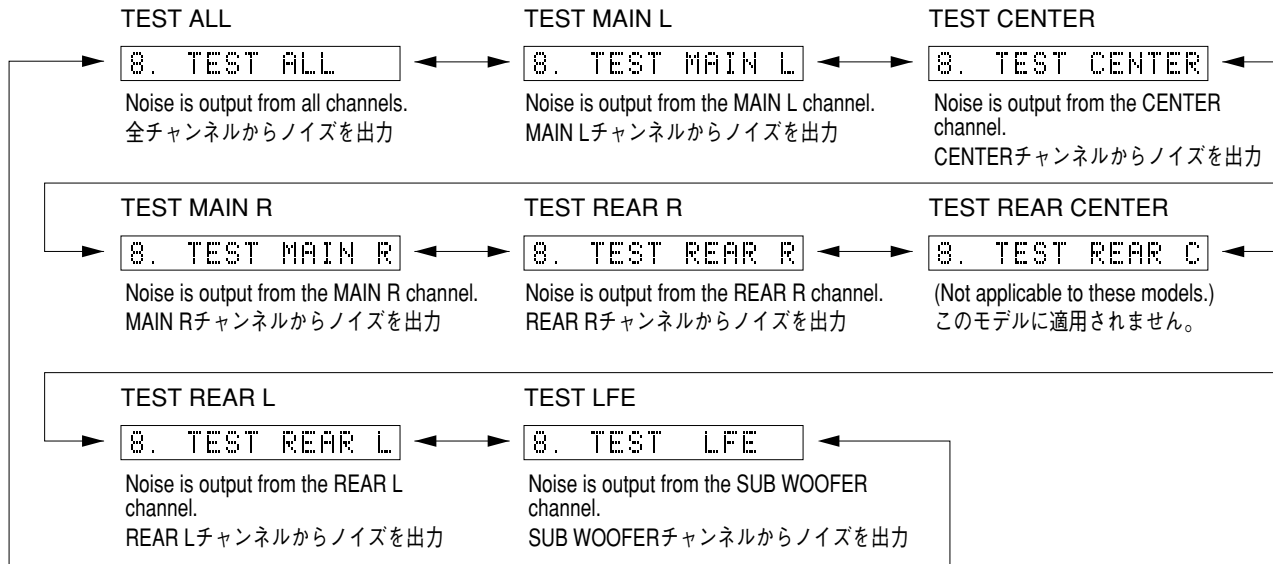 TEST ALL
8. TEST ALL
Noise is output from all channels.
全チャンネルからノイズを出力
TEST MAIN L
8. TEST MAIN L
Noise is output from the MAIN L channel.
MAIN Lチャンネルからノイズを出力
TEST CENTER
8. TEST CENTER
Noise is output from the CENTER
channel.
CENTERチャンネルからノイズを出力
TEST MAIN R
8. TEST MAIN R
Noise is output from the MAIN R channel.
MAIN Rチャンネルからノイズを出力
TEST REAR R
8. TEST REAR R
Noise is output from the REAR R channel.
REAR Rチャンネルからノイズを出力
TEST REAR CENTER
8. TEST REAR C
(Not applicable to these models.)
このモデルに適用されません。
TEST REAR L
8. TEST REAR L
Noise is output from the REAR L
channel.
REAR Lチャンネルからノイズを出力
TEST LFE
8. TEST LFE
Noise is output from the SUB WOOFER
channel.
SUB WOOFERチャンネルからノイズを出力